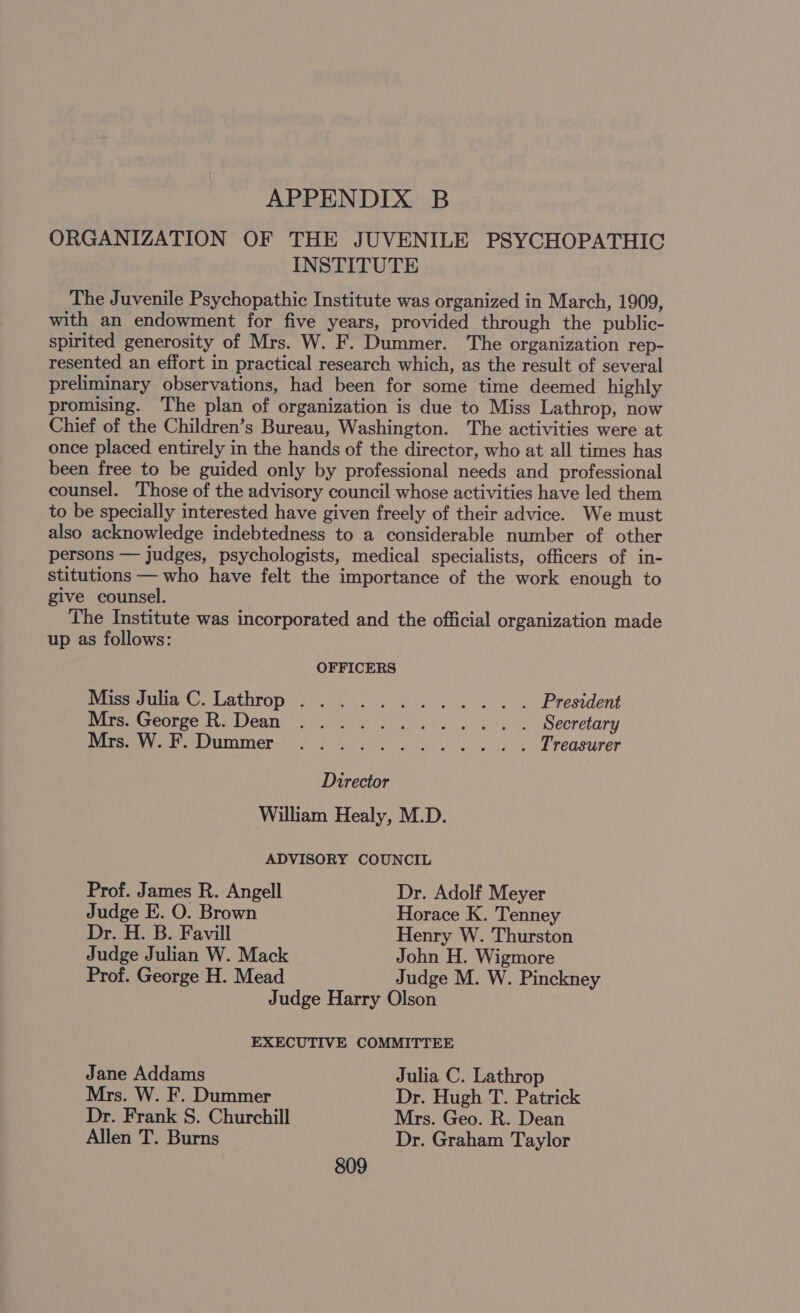 APPENDIX B
ORGANIZATION OF THE JUVENILE PSYCHOPATHIC
INSTITUTE
The Juvenile Psychopathic Institute was organized in March, 1909,
with an endowment for five years, provided through the public-
spirited generosity of Mrs. W. F. Dummer. The organization rep-
resented an effort in practical research which, as the result of several
preliminary observations, had been for some time deemed highly
promising. The plan of organization is due to Miss Lathrop, now
Chief of the Children's Bureau, Washington. The activities were at
once placed entirely in the hands of the director, who at all times has
been free to be guided only by professional needs and professional
counsel. Those of the advisory council whose activities have led them
to be specially interested have given freely of their advice. We must
also acknowledge indebtedness to a considerable number of other
persons — judges, psychologists, medical specialists, officers of in-
stitutions — who have felt the importance of the work enough to
give counsel.
The Institute was incorporated and the official organization made
up as follows:
OFFICERS
Miss Julia C. Lathrop . . . . . . . . . . . . President
Mrs. George R. Dean . . . . . . . . . . . . Secretary
Mrs. W. F. Dummer . . . . . . . . . . . . Treasurer
Director
William Healy, M.D.
ADVISORY COUNCIL
Prof. James R. Angell Dr. Adolf Meyer
Judge E. O. Brown Horace K. Tenney
Dr. H. B. Favill Henry W. Thurston
Judge Julian W. Mack John H. Wigmore
Prof. George H. Mead Judge M. W. Pinckney
Judge Harry Olson
EXECUTIVE COMMITTEE
Jane Addams Julia C. Lathrop
Mrs. W. F. Dummer Dr. Hugh T. Patrick
Dr. Frank S. Churchill Mrs. Geo. R. Dean
Allen T. Burns Dr. Graham Taylor
809